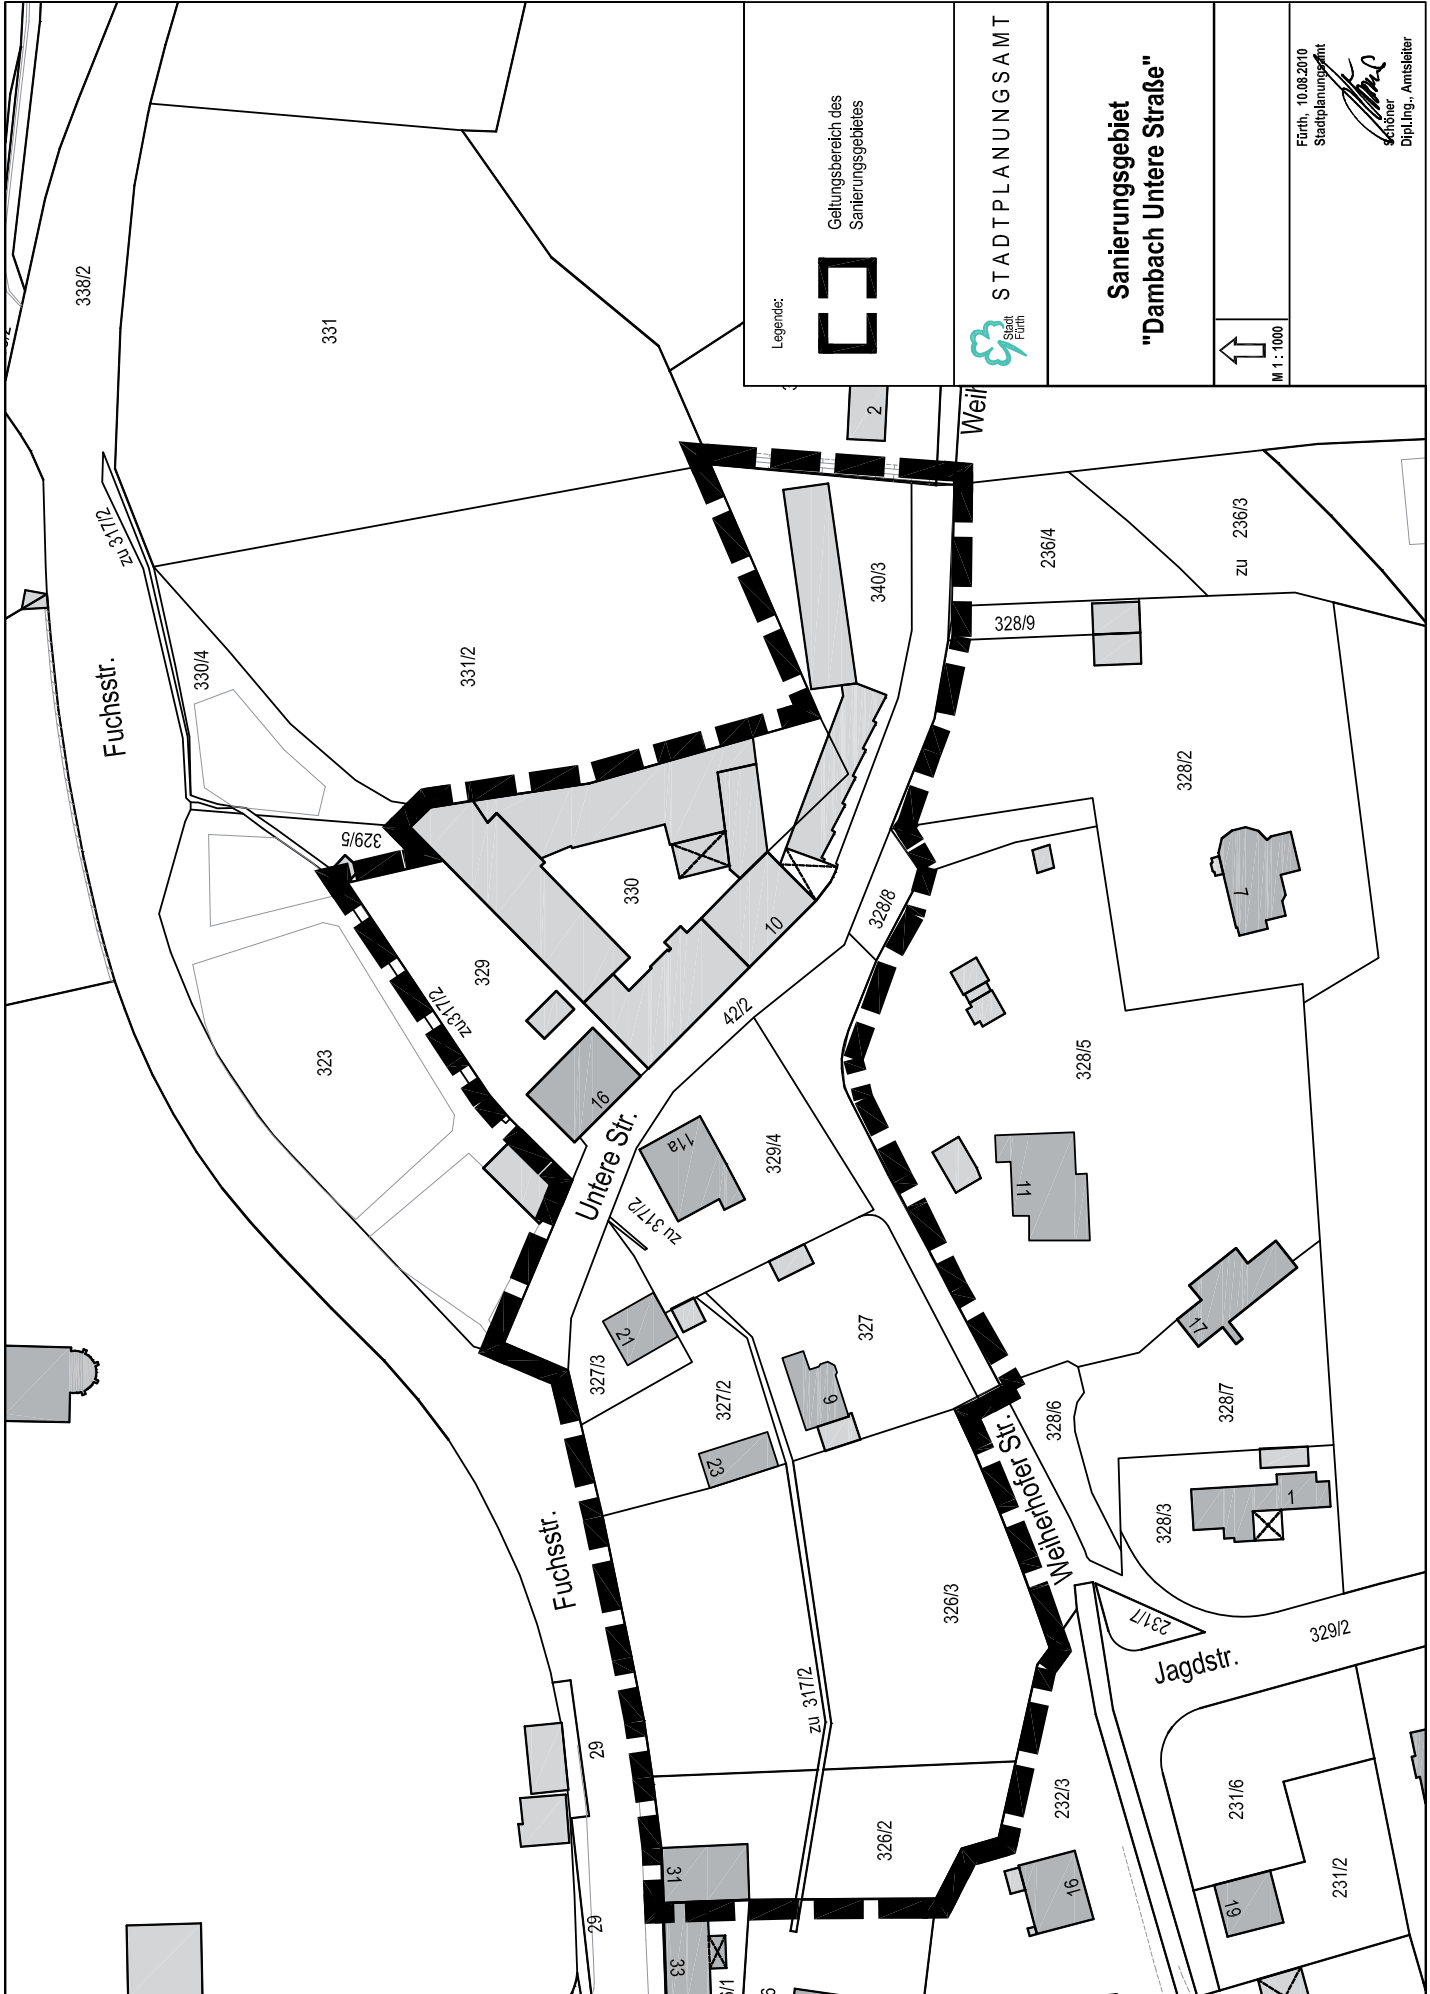 Legende:
Geltungsbereich des
Sanierungsgebietes
Stadt
Fürth
STADTPLANUNGSAMT
Sanierungsgebiet
"Dambach Untere Straße"
M 1 : 1000
Fürth, 10.08.2010
Stadtplanungsamt
Schöner
Dipl.Ing., Amtsleiter
338/2
331
zu 317/2
Fuchsstr.
330/4
331/2
329/5
330
329
zu317/2
323
10
16
42/2
340/3
2
Weih
236/4
zu 236/3
328/9
328/2
7
328/8
328/5
11
17
Untere Str.
11a
329/4
zu 317/2
21
327/3
327/2
23
9
327
Fuchsstr.
326/3
zu 317/2
Weiherhofer Str.
328/6
328/7
328/3
1
231/7
Jagdstr.
329/2
29
29
31
33
326/2
232/3
16
231/6
19
231/2